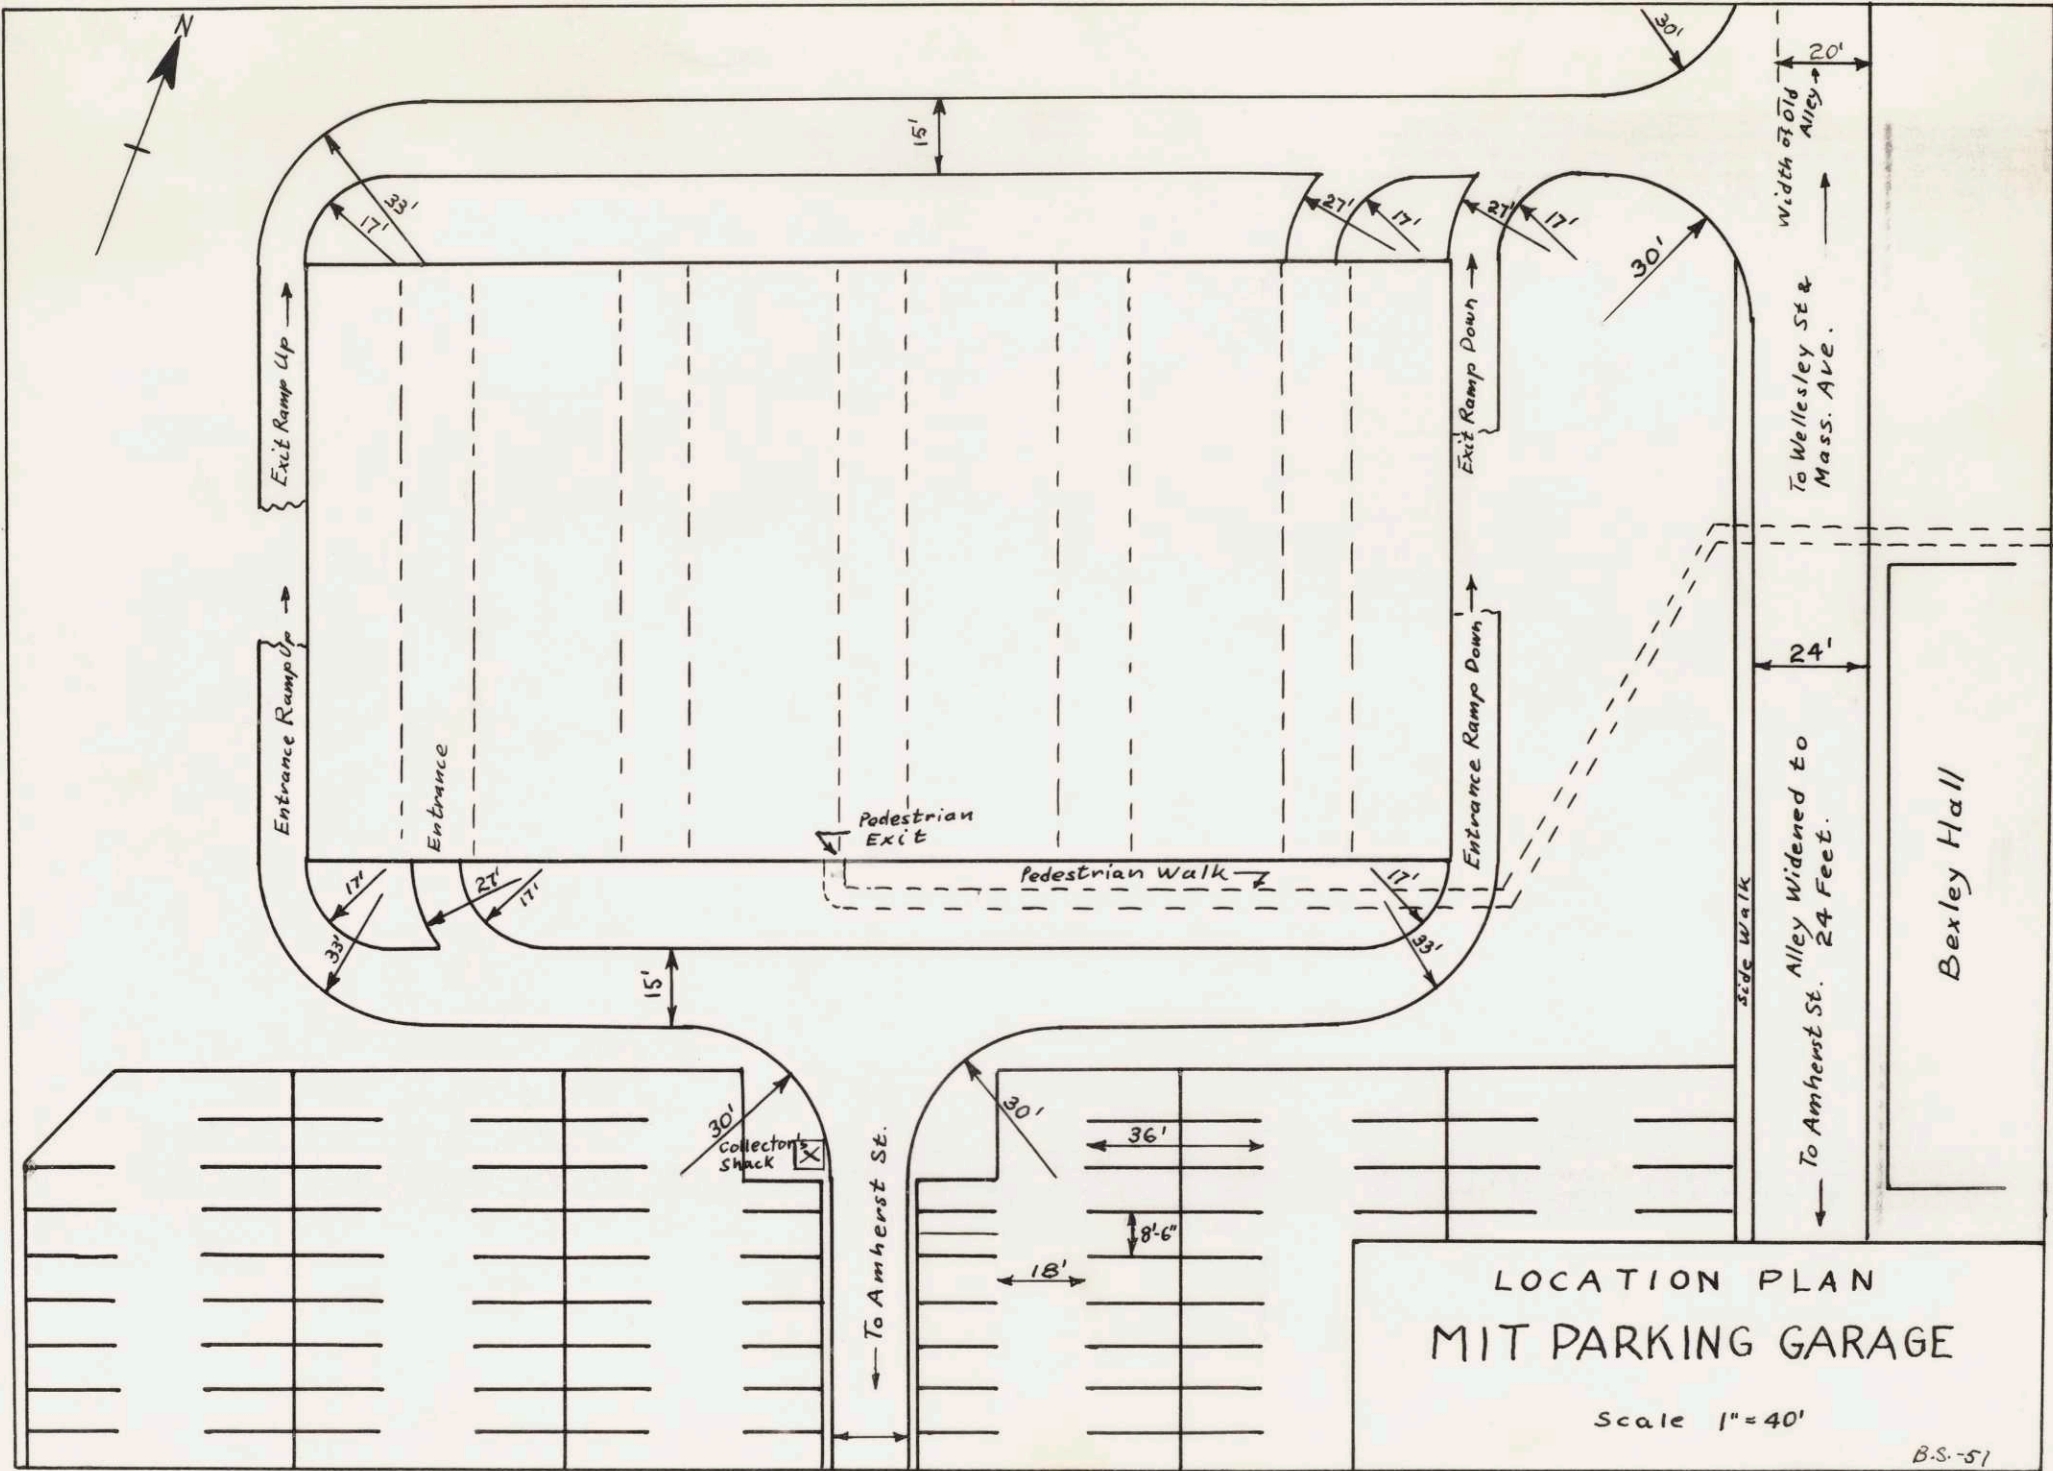 N
30'
20'
Width of Old
Alley →
15'
33'
17'
27'
17'
27'
17'
30'
Exit Ramp Up →
Exit Ramp Down →
To Wellesley St &
Mass. Ave.
Entrance Ramp Up →
Entrance Ramp Down →
24'
Entrance
Pedestrian
Exit
Pedestrian Walk
17'
27'
17'
33'
17'
33'
15'
Side Walk
← To Amherst St. Alley Widened to
24 Feet.
Bexley Hall
30'
30'
Collector's
Shack
X
← To Amherst St.
36'
8'-6"
18'
LOCATION PLAN
MIT PARKING GARAGE
Scale 1"=40'
B.S.-51